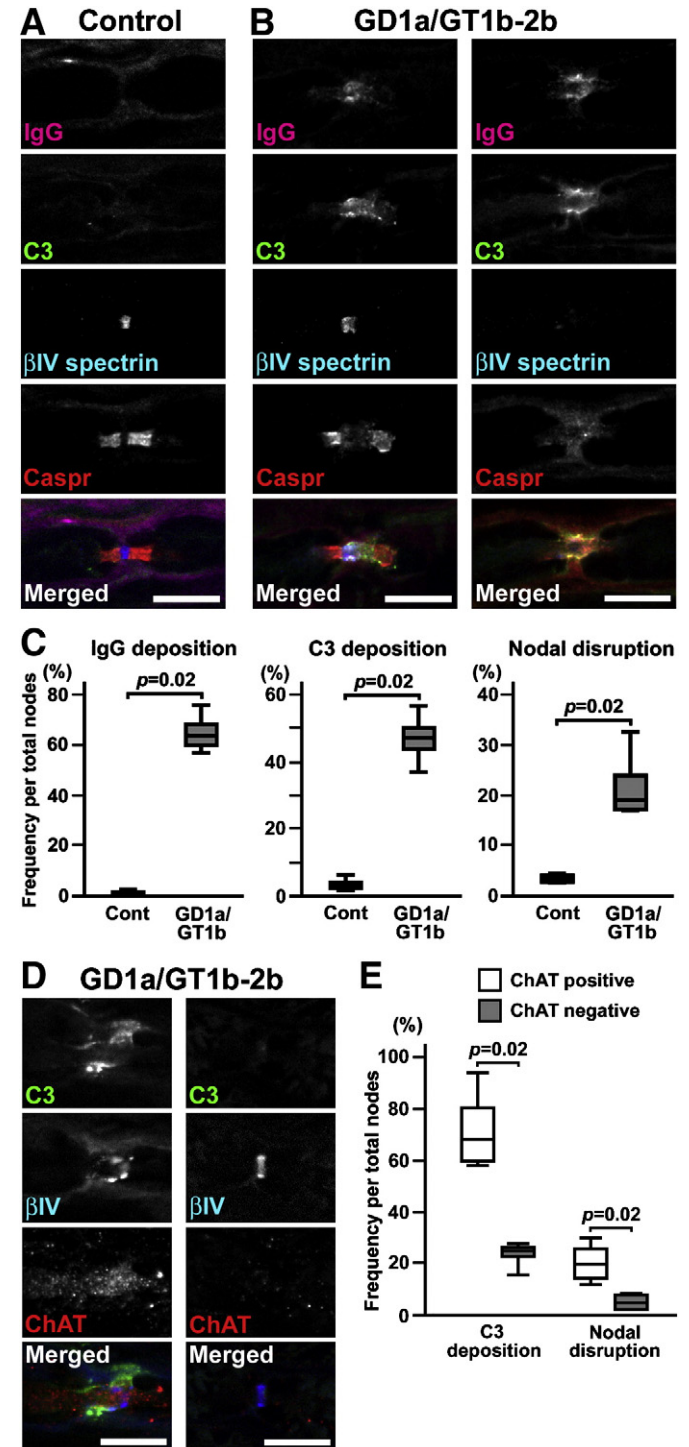 A Control
B GD1a/GT1b-2b
IgG
IgG
IgG
C3
C3
C3
βIV spectrin
βIV spectrin
βIV spectrin
Caspr
Caspr
Caspr
Merged
Merged
Merged
C
IgG deposition
(%)
Frequency per total nodes
80
60
40
20
0
p=0.02
Cont
GD1a/
GT1b
C3 deposition
(%)
60
40
20
0
p=0.02
Cont
GD1a/
GT1b
Nodal disruption
(%)
40
30
20
10
0
p=0.02
Cont
GD1a/
GT1b
D GD1a/GT1b-2b
C3
C3
βIV
βIV
ChAT
ChAT
Merged
Merged
E
ChAT positive
ChAT negative
(%)
Frequency per total nodes
100
80
60
40
20
0
p=0.02
p=0.02
C3
deposition
Nodal
disruption